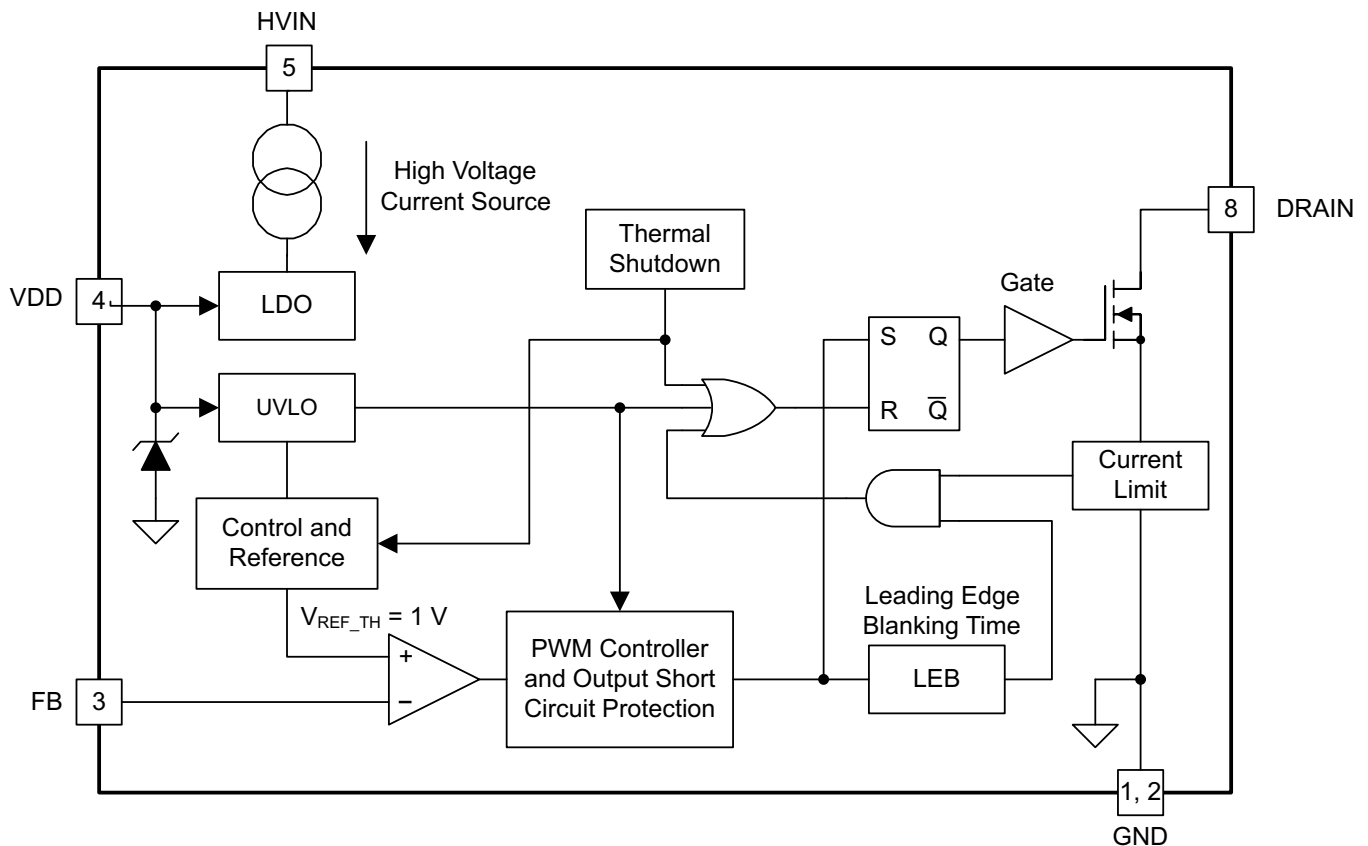 HVIN
5
High Voltage
Current Source
8
DRAIN
Thermal
Shutdown
VDD
4
LDO
Gate
S
Q
UVLO
R
Q̅
Current
Limit
Control and
Reference
V_REF_TH = 1 V
Leading Edge
Blanking Time
+
PWM Controller
and Output Short
Circuit Protection
LEB
FB
3
−
1, 2
GND